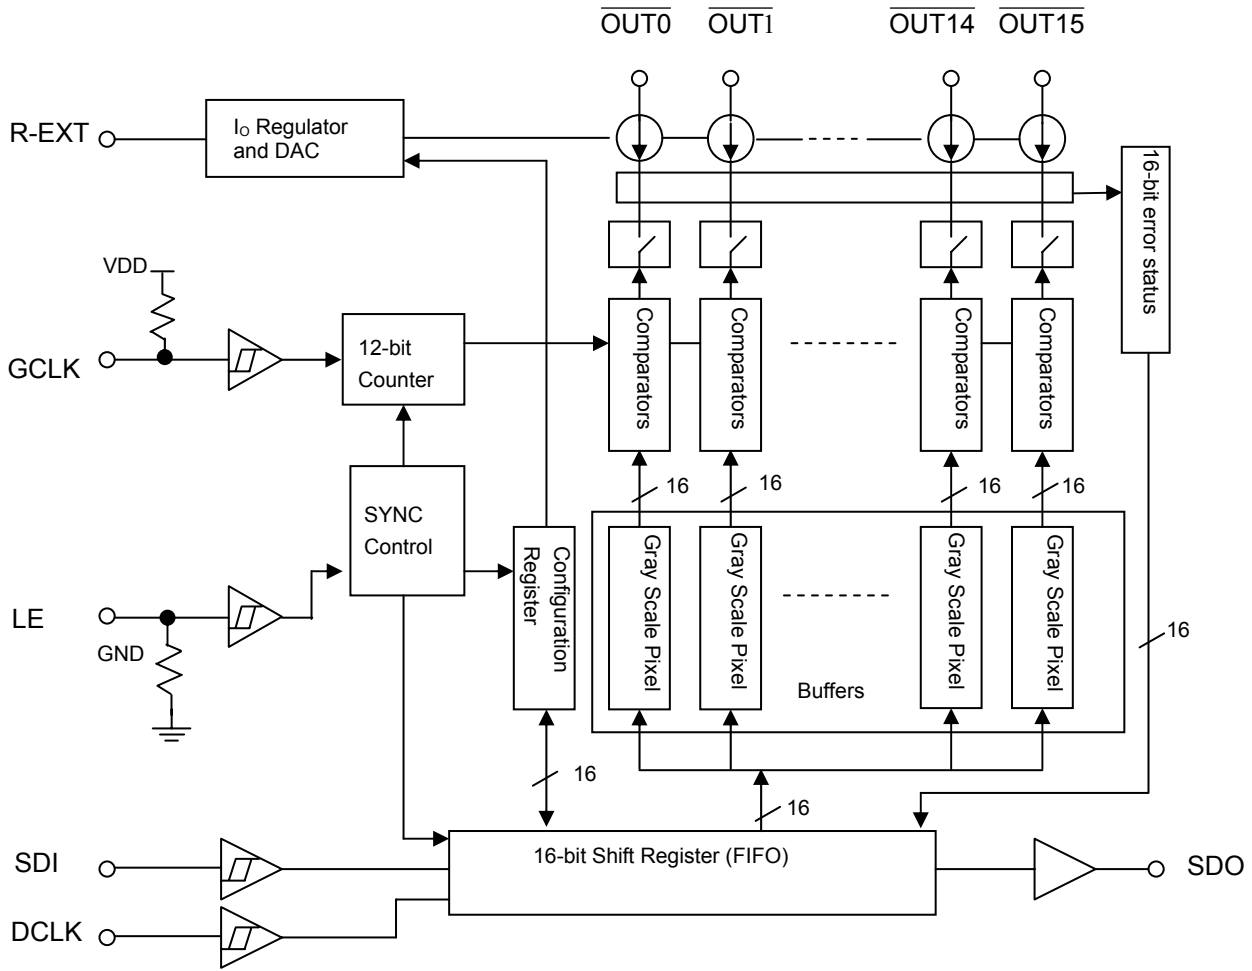 OUT0 OUT1 OUT14 OUT15
R-EXT
IO Regulator
and DAC
16-bit error status
VDD
GCLK
12-bit
Counter
Comparators
Comparators
Comparators
Comparators
16
16
16
16
SYNC
Control
Configuration
Register
Gray Scale Pixel
Gray Scale Pixel
Gray Scale Pixel
Gray Scale Pixel
LE
GND
16
Buffers
16
16
16-bit Shift Register (FIFO)
SDI
SDO
DCLK